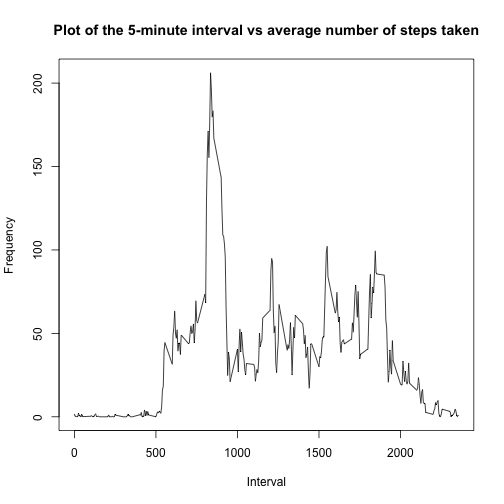 Plot of the 5-minute interval vs average number of steps taken
Frequency
200
150
100
50
0
0 500 1000 1500 2000
Interval